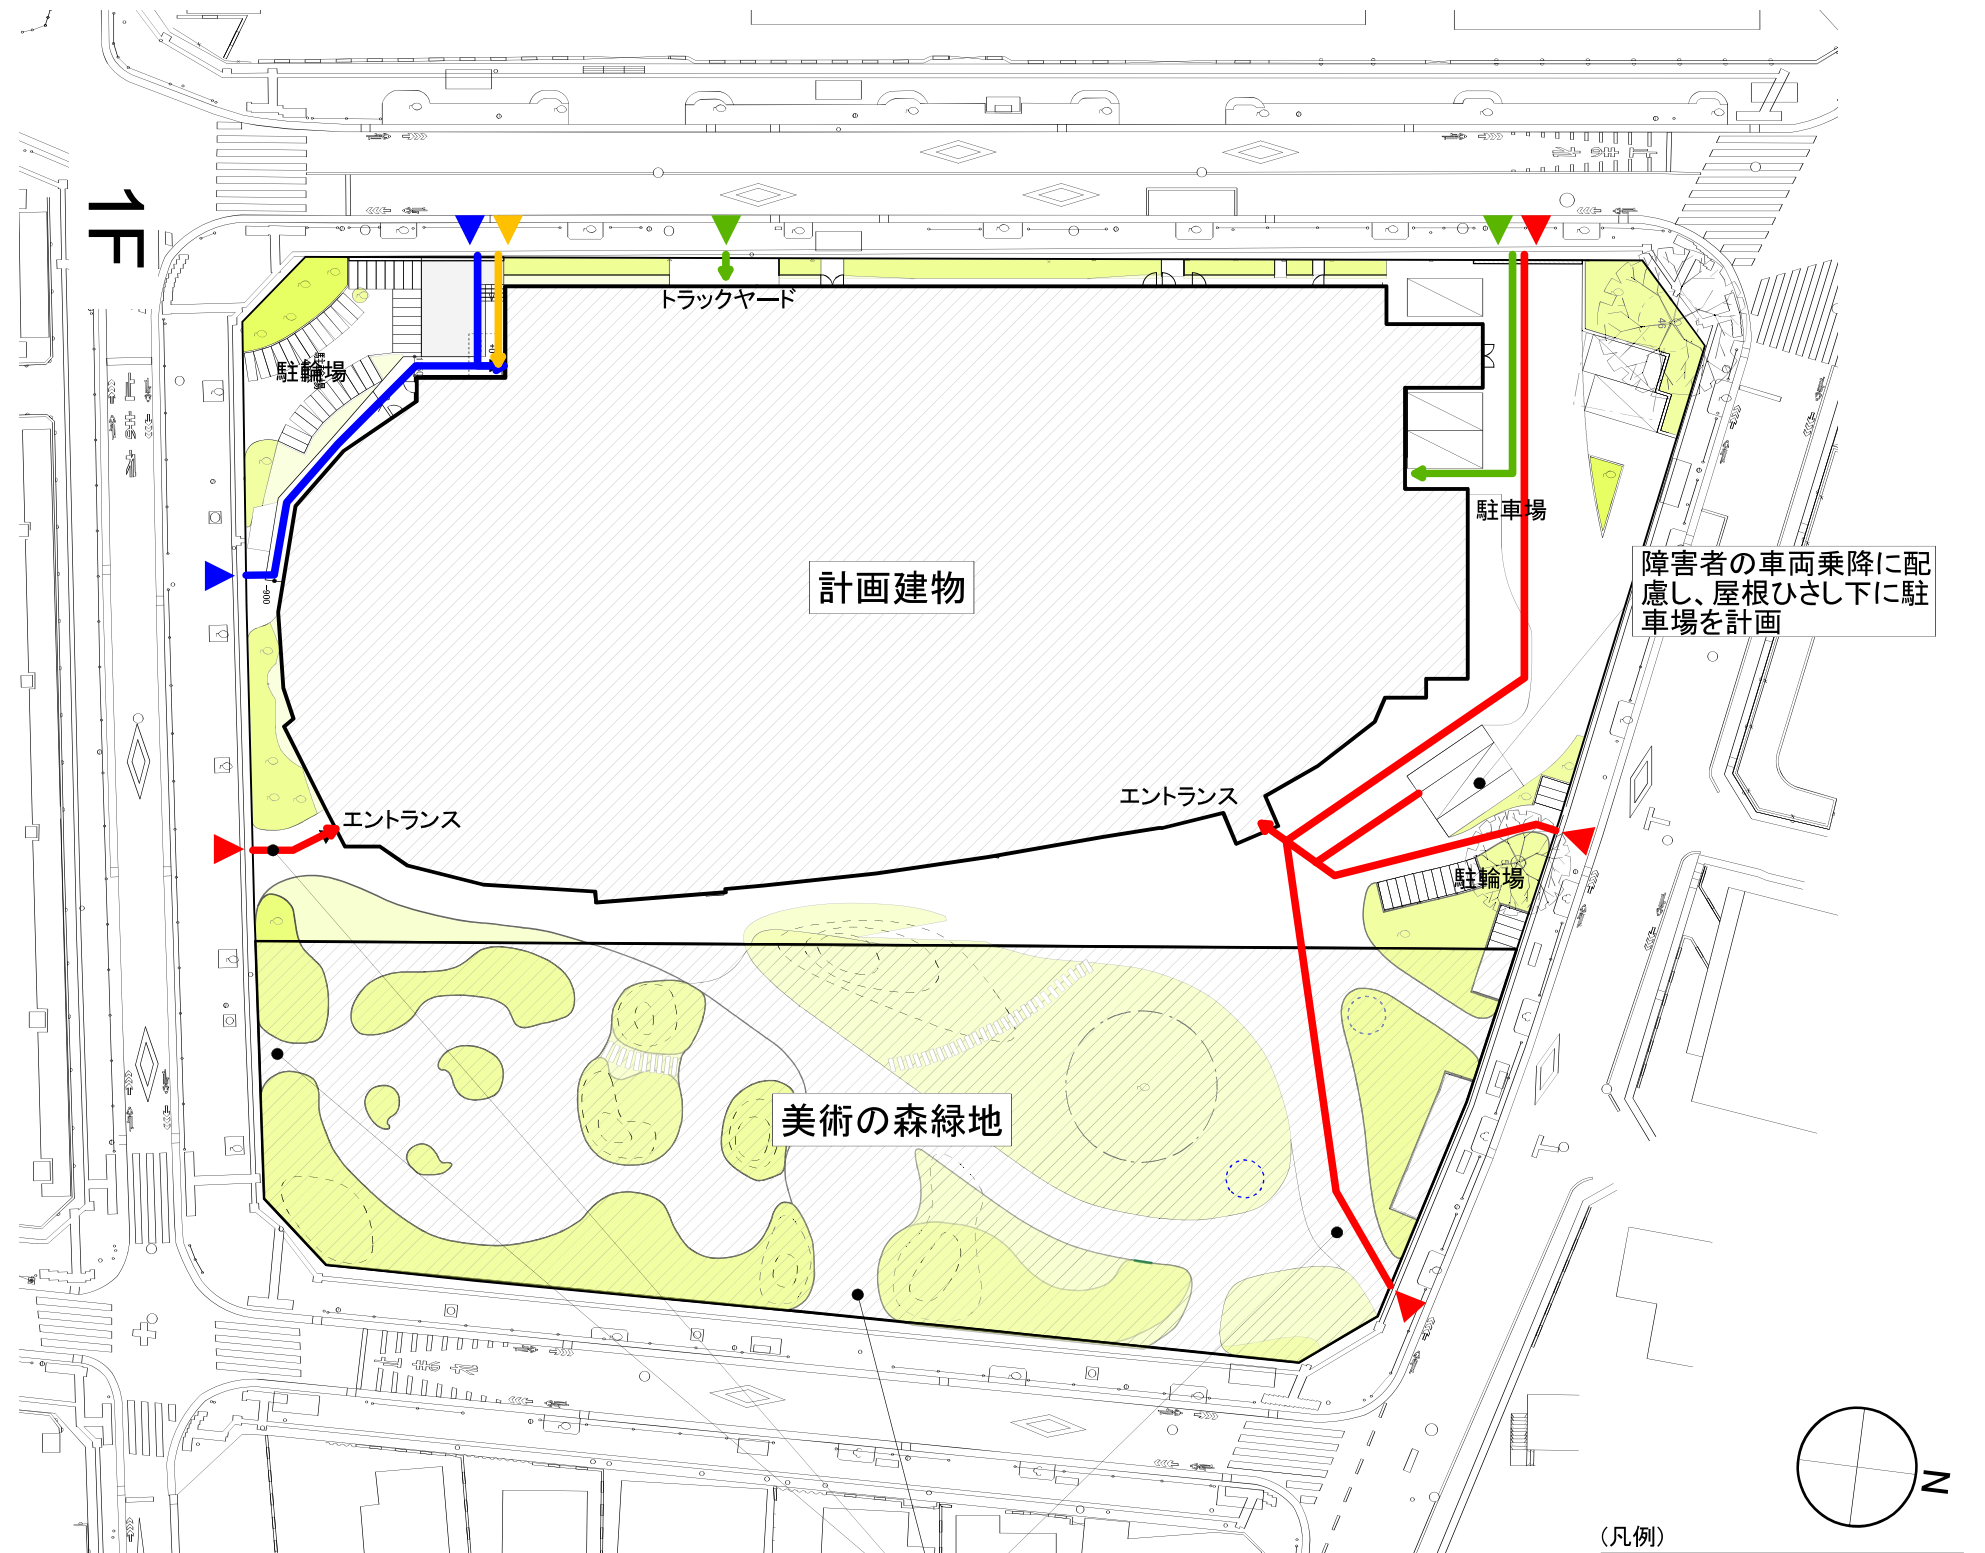 1F
トラックヤード
駐輪場
駐車場
計画建物
障害者の車両乗降に配
慮し、屋根ひさし下に駐
車場を計画
-900
エントランス
エントランス
駐輪場
美術の森緑地
N
(凡例)